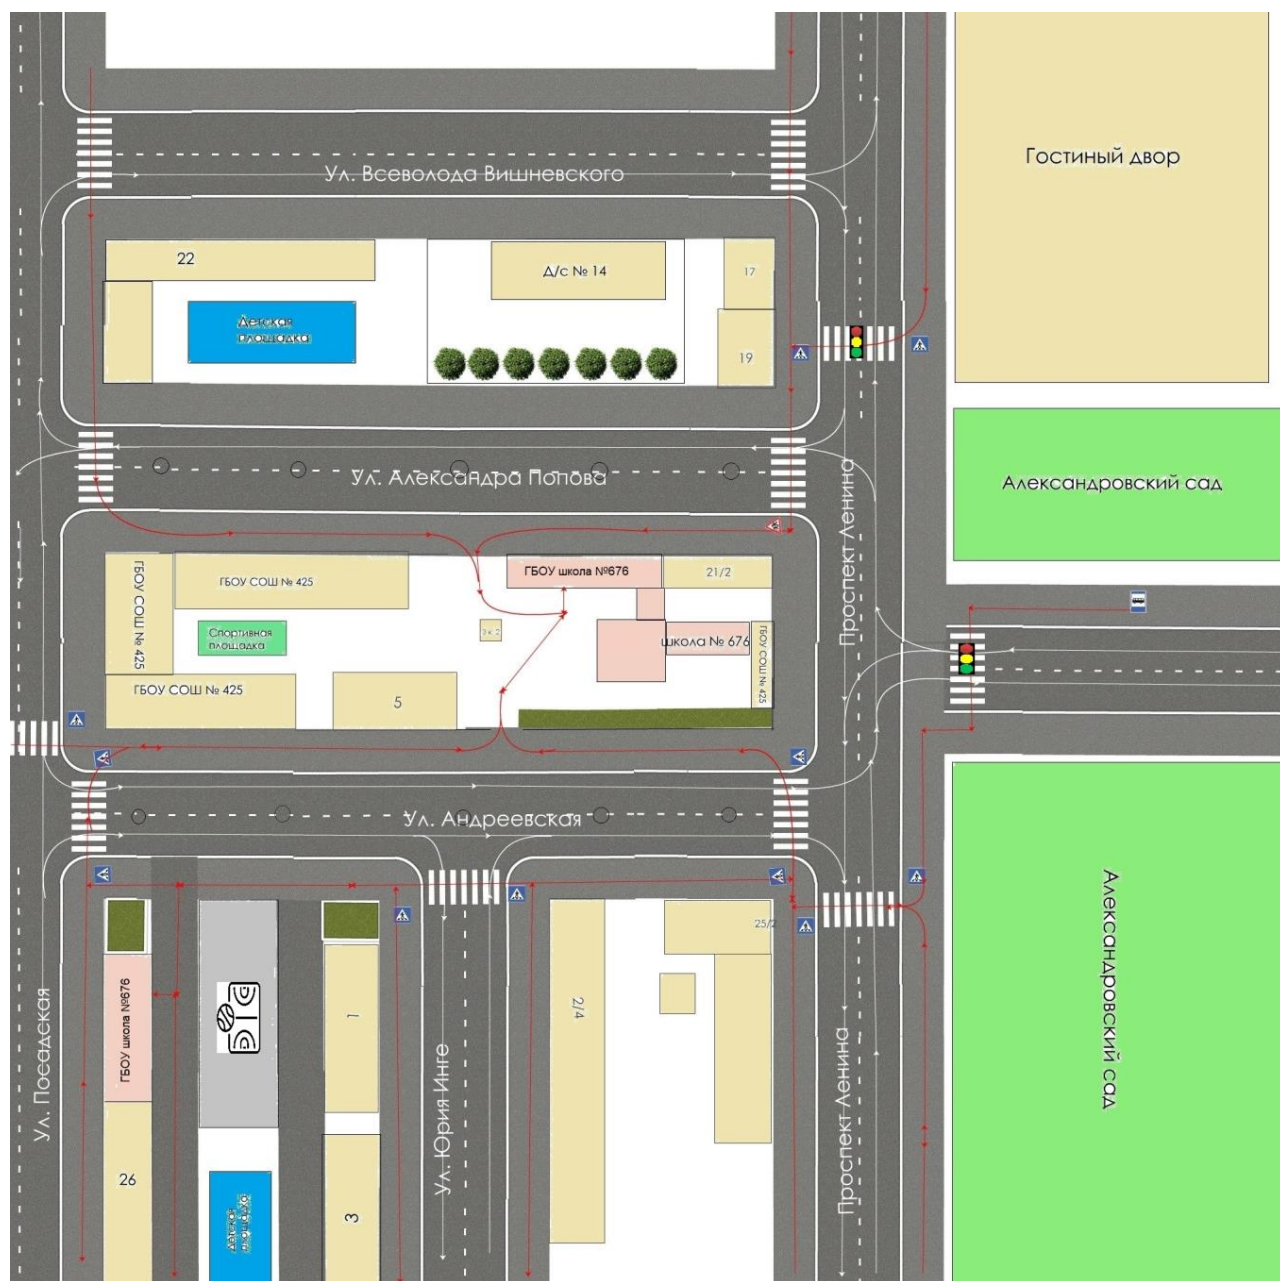 Гостиный двор
Ул. Всеволода Вишневского
22
Д/с № 14
17
Детская
площадка
19
Ул. Александра Попова
Александровский сад
Проспект Ленина
ГБОУ СОШ № 425
ГБОУ СОШ № 425
ГБОУ школа №676
21/2
Спортивная
площадка
школа № 676
ГБОУ СОШ № 425
ГБОУ СОШ № 425
5
Ул. Андреевская
Александровский сад
25/2
2/4
ГБОУ школа №676
1
Ул. Посадская
Ул. Юрия Инге
Проспект Ленина
26
3
Детская
площадка